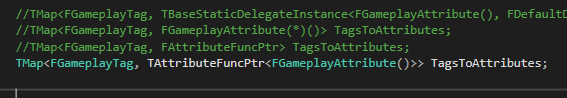 //TMap<FGameplayTag, TBaseStaticDelegateInstance<FGameplayAttribute(), FDefaultD
//TMap<FGameplayTag, FGameplayAttribute(*)()> TagsToAttributes;
//TMap<FGameplayTag, FAttributeFuncPtr> TagsToAttributes;
TMap<FGameplayTag, TAttributeFuncPtr<FGameplayAttribute()>> TagsToAttributes;